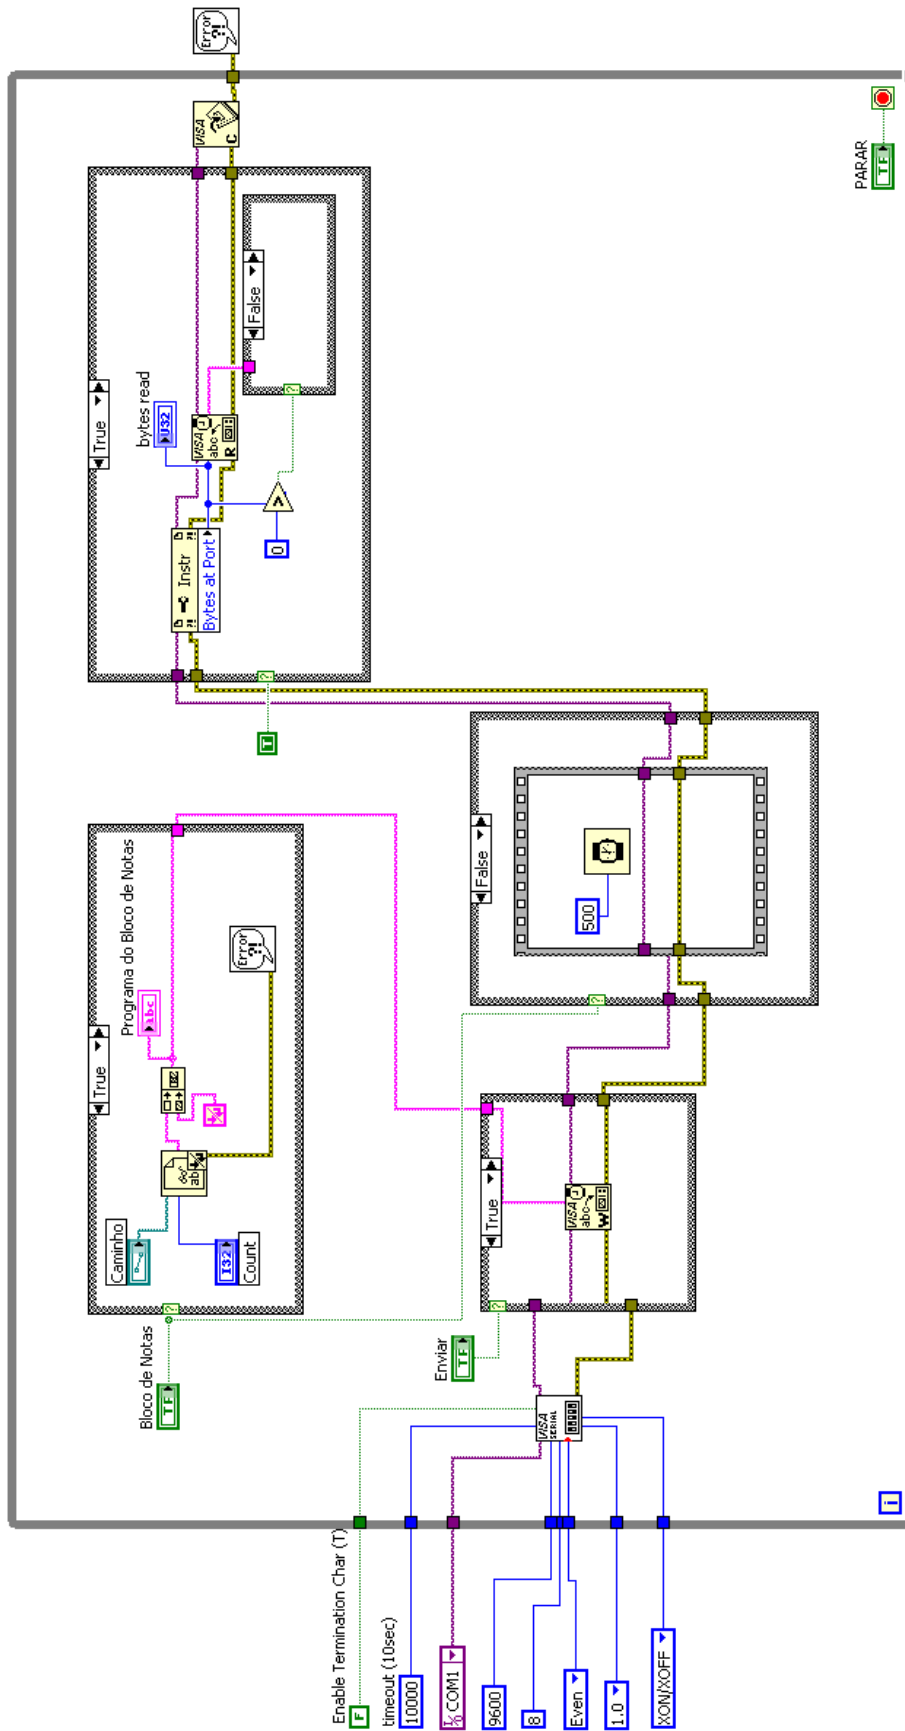 Enable Termination Char (T)
F
timeout (10sec)
10000
I/O COM1
9600
8
Even
1.0
XON/XOFF
Bloco de Notas
TF
True
Caminho
abc
I32
Count
Programa do Bloco de Notas
abc
Error
?!
VISA
SERIAL
Enviar
TF
True
VISA
abc
W
False
500
T
True
Instr
Bytes at Port
bytes read
U32
0
>
VISA
abc
R
False
VISA
C
Error
?!
PARAR
TF
i